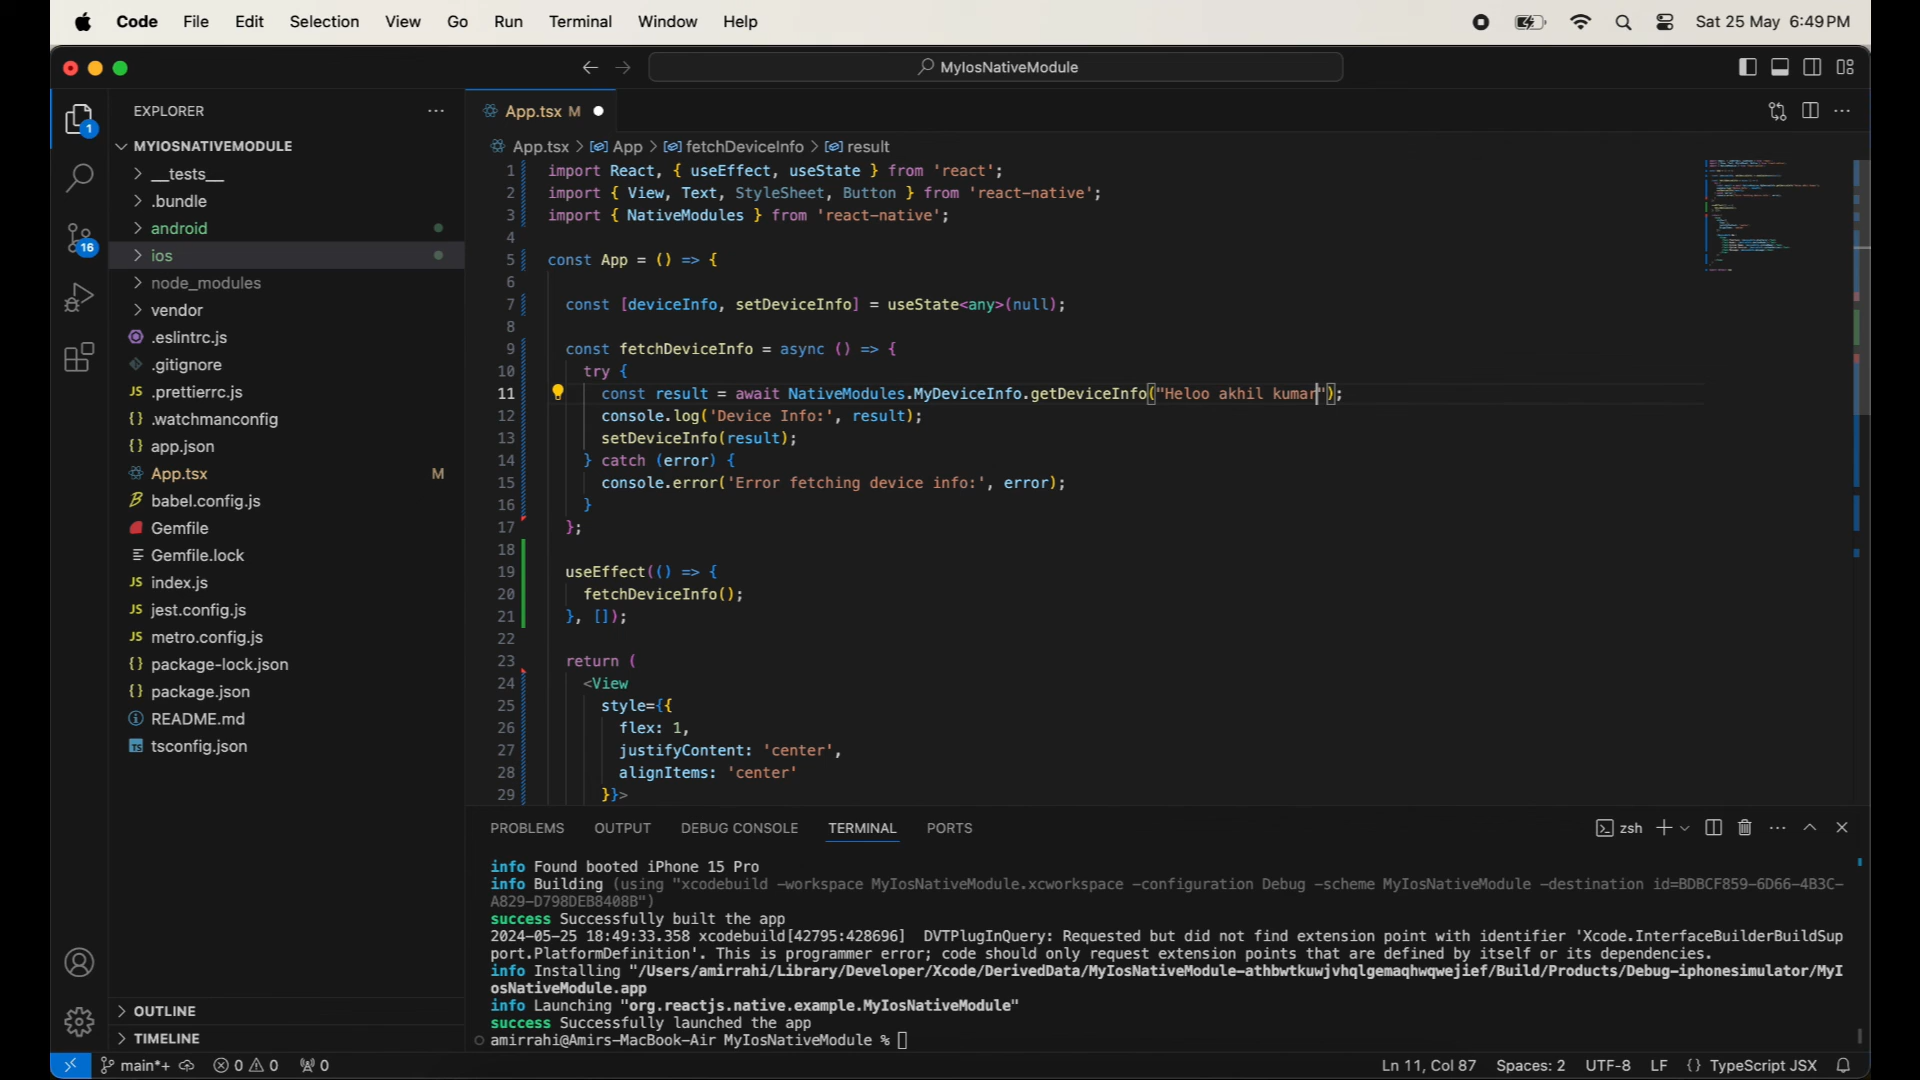 Code File Edit Selection View Go Run Terminal Window Help Sat 25 May 6:49 PM
MyIosNativeModule
EXPLORER
App.tsx M
MYIOSNATIVEMODULE
App.tsx > App > fetchDeviceInfo > result
__tests__
.bundle
android
ios
node_modules
vendor
.eslintrc.js
.gitignore
JS .prettierrc.js
{} .watchmanconfig
{} app.json
App.tsx M
babel.config.js
Gemfile
Gemfile.lock
JS index.js
JS jest.config.js
JS metro.config.js
{} package-lock.json
{} package.json
README.md
TS tsconfig.json
OUTLINE
TIMELINE
1
16
1 import React, { useEffect, useState } from 'react';
2 import { View, Text, StyleSheet, Button } from 'react-native';
3 import { NativeModules } from 'react-native';
4
5 const App = () => {
6
7 const [deviceInfo, setDeviceInfo] = useState<any>(null);
8
9 const fetchDeviceInfo = async () => {
10 try {
11 const result = await NativeModules.MyDeviceInfo.getDeviceInfo("Heloo akhil kumar");
12 console.log('Device Info:', result);
13 setDeviceInfo(result);
14 } catch (error) {
15 console.error('Error fetching device info:', error);
16 }
17 };
18
19 useEffect(() => {
20 fetchDeviceInfo();
21 }, []);
22
23 return (
24 <View
25 style={{
26 flex: 1,
27 justifyContent: 'center',
28 alignItems: 'center'
29 }}>
PROBLEMS OUTPUT DEBUG CONSOLE TERMINAL PORTS zsh
info Found booted iPhone 15 Pro
info Building (using "xcodebuild -workspace MyIosNativeModule.xcworkspace -configuration Debug -scheme MyIosNativeModule -destination id=BDBCF859-6D66-4B3C-
A829-D798DEB8408B")
success Successfully built the app
2024-05-25 18:49:33.358 xcodebuild[42795:428696] DVTPlugInQuery: Requested but did not find extension point with identifier 'Xcode.InterfaceBuilderBuildSup
port.PlatformDefinition'. This is programmer error; code should only request extension points that are defined by itself or its dependencies.
info Installing "/Users/amirrahi/Library/Developer/Xcode/DerivedData/MyIosNativeModule-athbwtkuwjvhqlgemaqhwqwejief/Build/Products/Debug-iphonesimulator/MyI
osNativeModule.app
info Launching "org.reactjs.native.example.MyIosNativeModule"
success Successfully launched the app
amirrahi@Amirs-MacBook-Air MyIosNativeModule %
main*+ 0 0 0 Ln 11, Col 87 Spaces: 2 UTF-8 LF {} TypeScript JSX